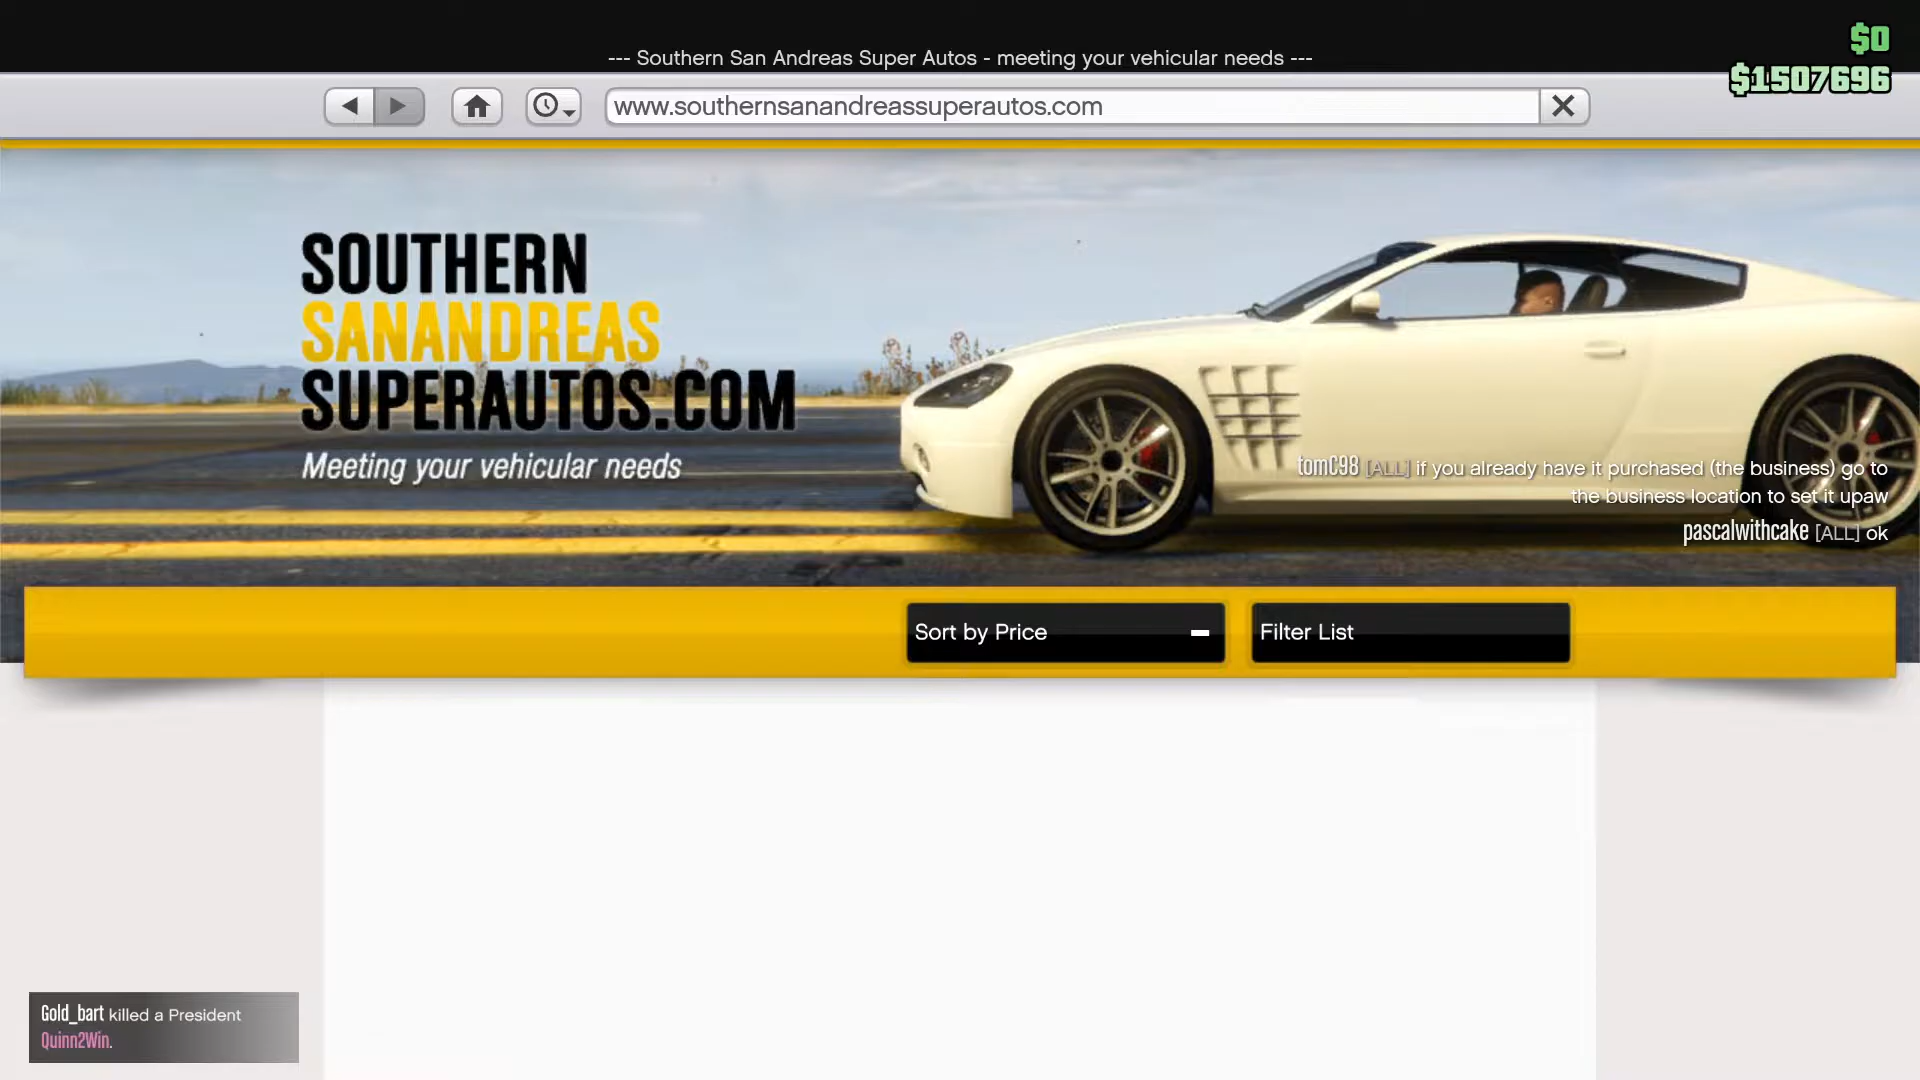 --- Southern San Andreas Super Autos - meeting your vehicular needs ---
$0
$1507696
www.southernsanandreassuperautos.com
SOUTHERN
SANANDREAS
SUPERAUTOS.COM
Meeting your vehicular needs
tomC98 [ALL] if you already have it purchased (the business) go to
the business location to set it upaw
pascalwithcake [ALL] ok
Sort by Price
Filter List
Gold_bart killed a President
Quinn2Win.